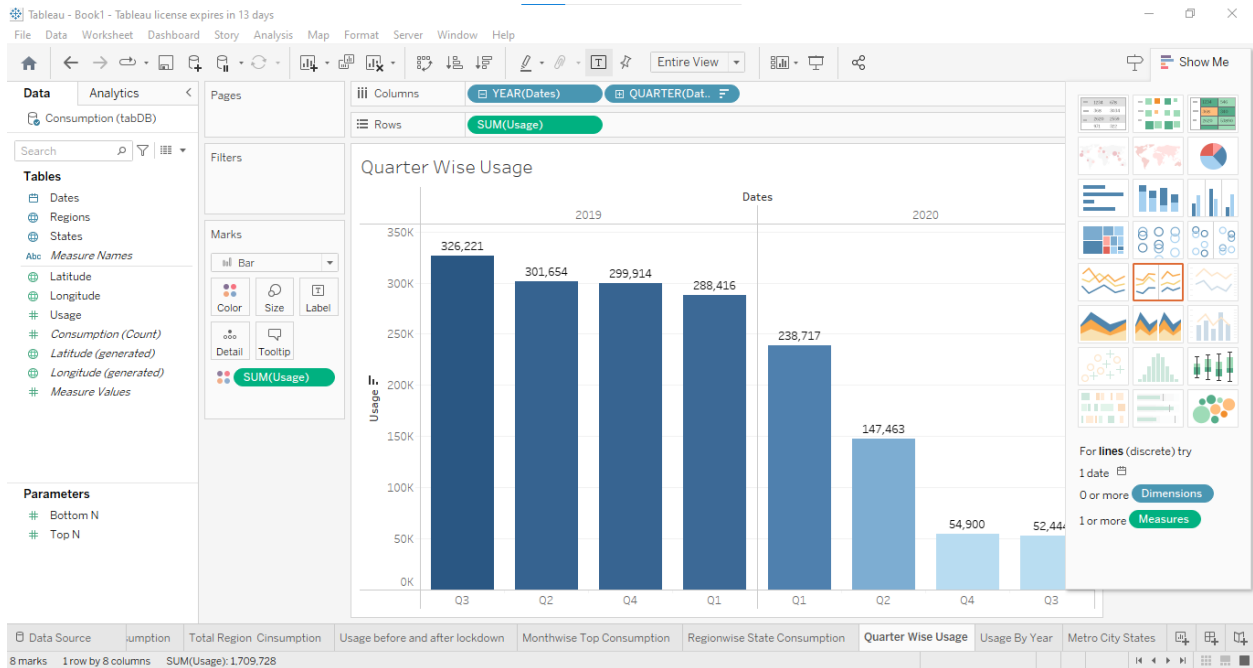 Tableau - Book1 - Tableau license expires in 13 days
File Data Worksheet Dashboard Story Analysis Map Format Server Window Help
Entire View
Show Me
Data Analytics
Consumption (tabDB)
Search
Tables
Dates
Regions
States
Abc Measure Names
Latitude
Longitude
Usage
Consumption (Count)
Latitude (generated)
Longitude (generated)
Measure Values
Parameters
Bottom N
Top N
Pages
Filters
Marks
Bar
Color Size Label
Detail Tooltip
SUM(Usage)
Columns YEAR(Dates) QUARTER(Dat..
Rows SUM(Usage)
Quarter Wise Usage
Dates
2019 2020
Usage
350K
300K
250K
200K
150K
100K
50K
0K
326,221
301,654
299,914
288,416
238,717
147,463
54,900
52,444
Q3 Q2 Q4 Q1 Q1 Q2 Q4 Q3
For lines (discrete) try
1 date
0 or more Dimensions
1 or more Measures
Data Source sumption Total Region Cinsumption Usage before and after lockdown Monthwise Top Consumption Regionwise State Consumption Quarter Wise Usage Usage By Year Metro City States
8 marks 1 row by 8 columns SUM(Usage): 1,709,728